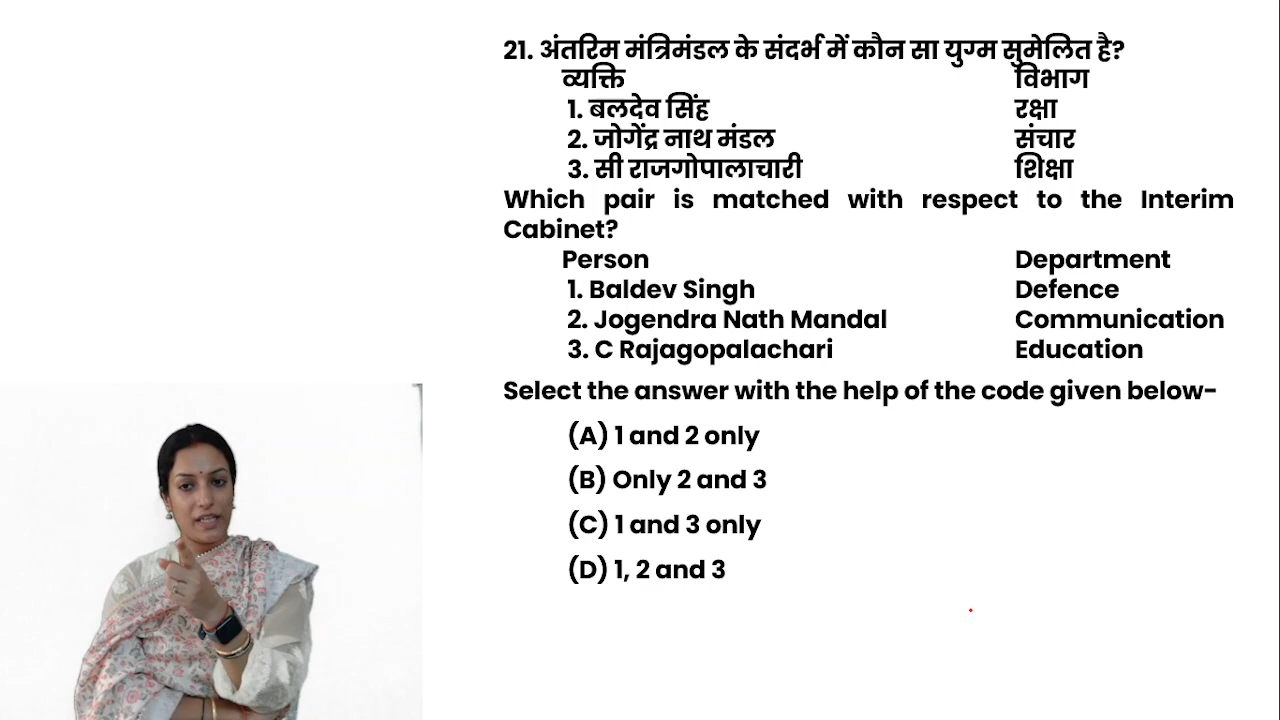 21. अंतरिम मंत्रिमंडल के संदर्भ में कौन सा युग्म सुमेलित है?
व्यक्ति विभाग
1. बलदेव सिंह रक्षा
2. जोगेंद्र नाथ मंडल संचार
3. सी राजगोपालाचारी शिक्षा
Which pair is matched with respect to the Interim
Cabinet?
Person Department
1. Baldev Singh Defence
2. Jogendra Nath Mandal Communication
3. C Rajagopalachari Education
Select the answer with the help of the code given below-
(A) 1 and 2 only
(B) Only 2 and 3
(C) 1 and 3 only
(D) 1, 2 and 3